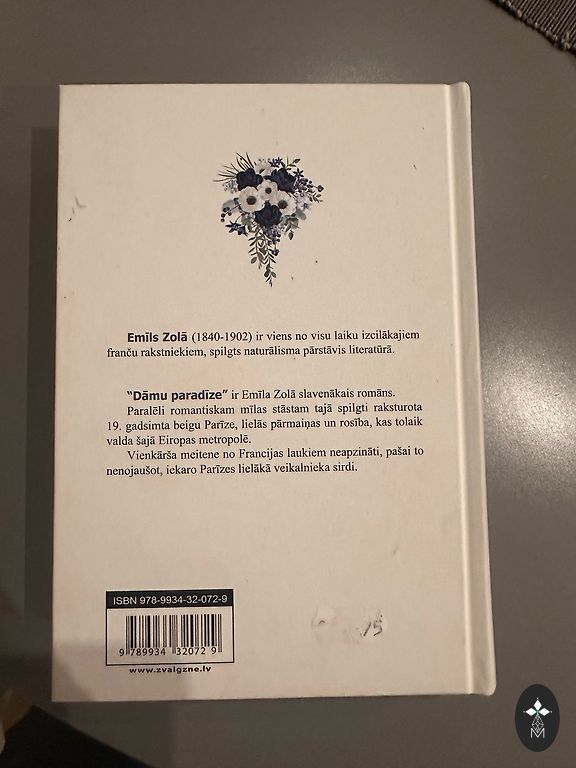 Emīls Zolā (1840-1902) ir viens no visu laiku izcilākajiem
franču rakstniekiem, spilgts naturālisma pārstāvis literatūrā.
"Dāmu paradīze" ir Emīla Zolā slavenākais romāns.
Paralēli romantiskam mīlas stāstam tajā spilgti raksturota
19. gadsimta beigu Parīze, lielās pārmaiņas un rosība, kas tolaik
valda šajā Eiropas metropolē.
Vienkārša meitene no Francijas laukiem neapzināti, pašai to
nenojaušot, iekaro Parīzes lielākā veikalnieka sirdi.
ISBN 978-9934-32-072-9
9 789934 320729
www.zvaigzne.lv
M